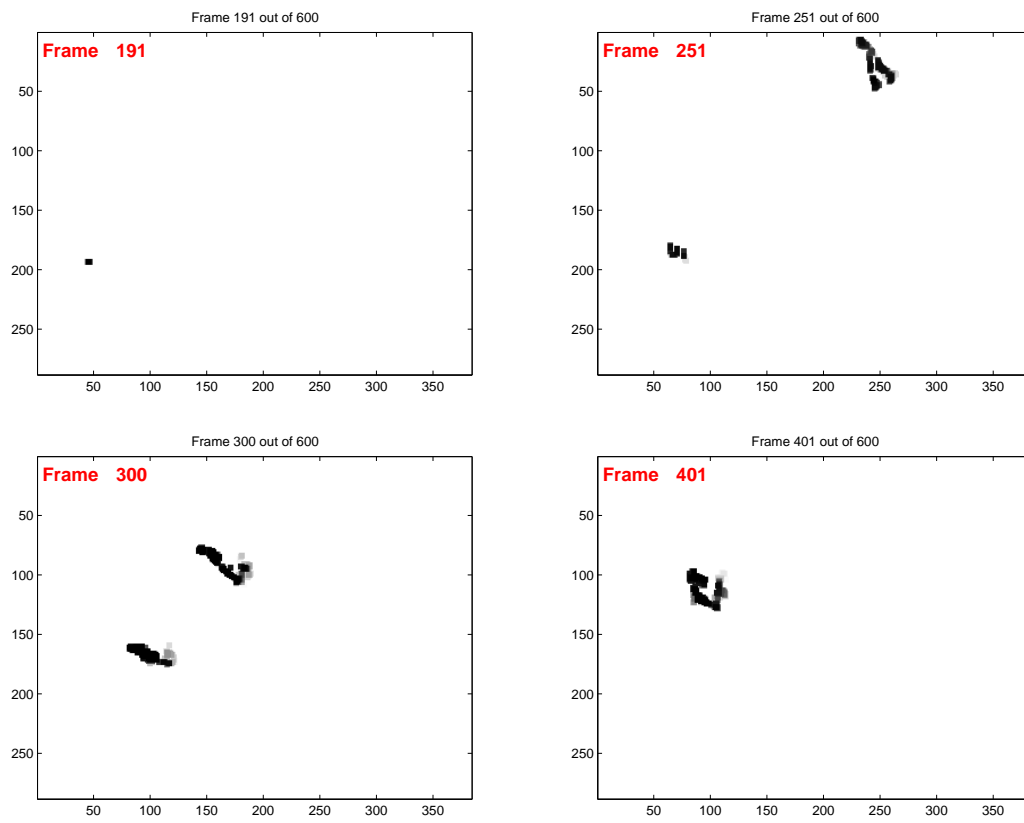 Frame 191 out of 600
Frame 191
50
100
150
200
250
50 100 150 200 250 300 350
Frame 251 out of 600
Frame 251
50
100
150
200
250
50 100 150 200 250 300 350
Frame 300 out of 600
Frame 300
50
100
150
200
250
50 100 150 200 250 300 350
Frame 401 out of 600
Frame 401
50
100
150
200
250
50 100 150 200 250 300 350